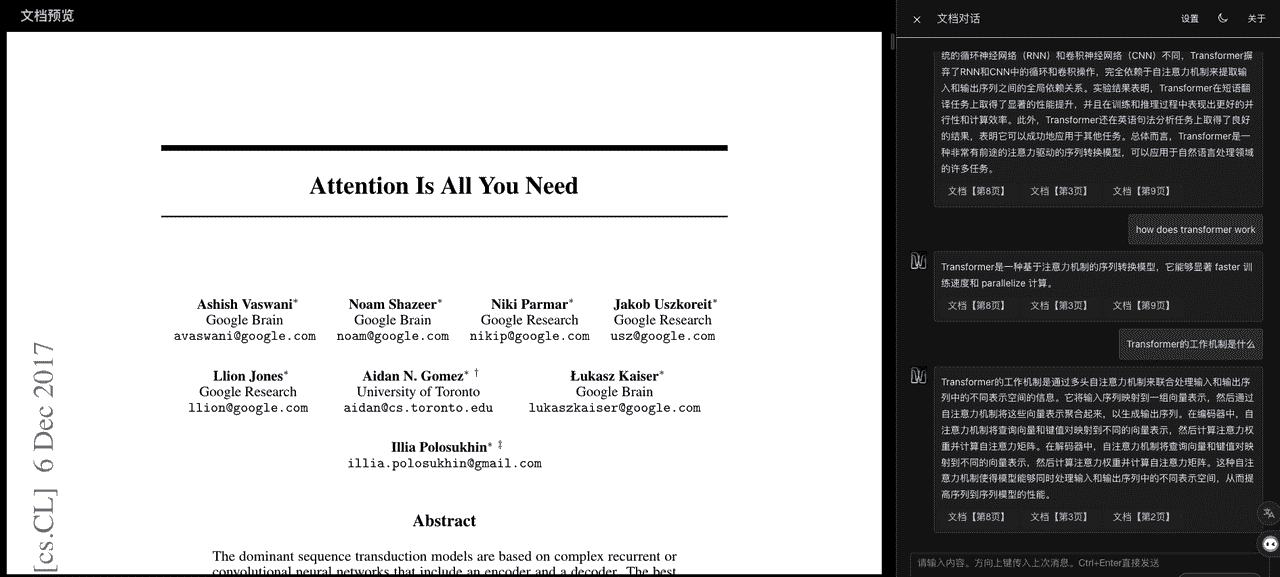 文档预览
Attention Is All You Need
Ashish Vaswani*
Google Brain
avaswani@google.com
Noam Shazeer*
Google Brain
noam@google.com
Niki Parmar*
Google Research
nikip@google.com
Jakob Uszkoreit*
Google Research
usz@google.com
Llion Jones*
Google Research
llion@google.com
Aidan N. Gomez* †
University of Toronto
aidan@cs.toronto.edu
Łukasz Kaiser*
Google Brain
lukaszkaiser@google.com
Illia Polosukhin* ‡
illia.polosukhin@gmail.com
[cs.CL] 6 Dec 2017
Abstract
The dominant sequence transduction models are based on complex recurrent or
convolutional neural networks that include an encoder and a decoder. The best
× 文档对话 设置 关于
统的循环神经网络（RNN）和卷积神经网络（CNN）不同，Transformer摒
弃了RNN和CNN中的循环和卷积操作，完全依赖于自注意力机制来提取输
入和输出序列之间的全局依赖关系。实验结果表明，Transformer在短语翻
译任务上取得了显著的性能提升，并且在训练和推理过程中表现出更好的并
行性和计算效率。此外，Transformer还在英语句法分析任务上取得了良好
的结果，表明它可以成功地应用于其他任务。总体而言，Transformer是一
种非常有前途的注意力驱动的序列转换模型，可以应用于自然语言处理领域
的许多任务。
文档【第8页】 文档【第3页】 文档【第9页】
how does transformer work
Transformer是一种基于注意力机制的序列转换模型，它能够显著 faster 训
练速度和 parallelize 计算。
文档【第8页】 文档【第3页】 文档【第9页】
Transformer的工作机制是什么
Transformer的工作机制是通过多头自注意力机制来联合处理输入和输出序
列中的不同表示空间的信息。它将输入序列映射到一组向量表示，然后通过
自注意力机制将这些向量表示聚合起来，以生成输出序列。在编码器中，自
注意力机制将查询向量和键值对映射到不同的向量表示，然后计算注意力权
重并计算自注意力矩阵。在解码器中，自注意力机制将查询向量和键值对映
射到不同的向量表示，然后计算注意力权重并计算自注意力矩阵。这种自注
意力机制使得模型能够同时处理输入和输出序列中的不同表示空间，从而提
高序列到序列模型的性能。
文档【第8页】 文档【第3页】 文档【第2页】
请输入内容。方向上键传入上次消息。Ctrl+Enter直接发送